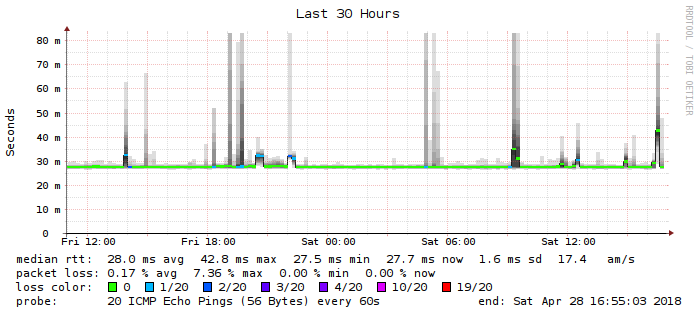 Last 30 Hours
RRDTOOL / TOBI OETIKER
Seconds
80 m
70 m
60 m
50 m
40 m
30 m
20 m
10 m
0
Fri 12:00 Fri 18:00 Sat 00:00 Sat 06:00 Sat 12:00
median rtt: 28.0 ms avg 42.8 ms max 27.5 ms min 27.7 ms now 1.6 ms sd 17.4 am/s
packet loss: 0.17 % avg 7.36 % max 0.00 % min 0.00 % now
loss color: 0 1/20 2/20 3/20 4/20 10/20 19/20
probe: 20 ICMP Echo Pings (56 Bytes) every 60s end: Sat Apr 28 16:55:03 2018